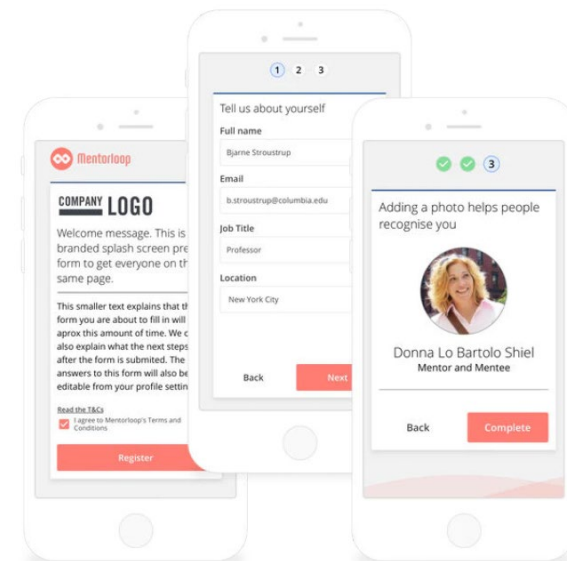 Mentorloop
COMPANY LOGO
Welcome message. This is
branded splash screen pre
form to get everyone on th
same page.
This smaller text explains that th
form you are about to fill in will
aprox this amount of time. We c
also explain what the next steps
after the form is submited. The
answers to this form will also be
editable from your profile settin
Read the T&Cs
I agree to Mentorloop's Terms and
Conditions
Register
1 2 3
Tell us about yourself
Full name
Bjarne Stroustrup
Email
b.stroustrup@columbia.edu
Job Title
Professor
Location
New York City
Back Next
3
Adding a photo helps people
recognise you
Donna Lo Bartolo Shiel
Mentor and Mentee
Back Complete